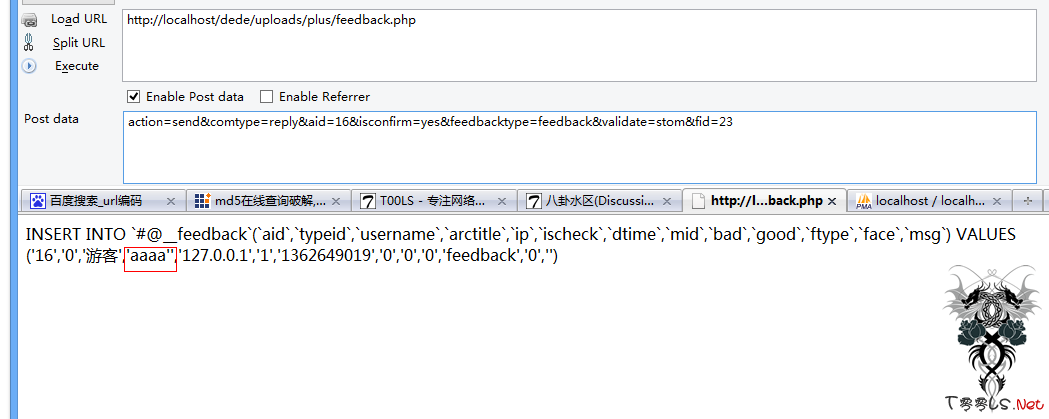 Load URL
http://localhost/dede/uploads/plus/feedback.php
Split URL
Execute
Enable Post data
Enable Referrer
Post data
action=send&comtype=reply&aid=16&isconfirm=yes&feedbacktype=feedback&validate=stom&fid=23
百度搜索_url编码
md5在线查询破解,...
T00LS - 专注网络...
八卦水区(Discussi...
http://l...back.php
localhost / localh...
INSERT INTO `#@__feedback`(`aid`,`typeid`,`username`,`arctitle`,`ip`,`ischeck`,`dtime`,`mid`,`bad`,`good`,`ftype`,`face`,`msg`) VALUES
('16','0','游客','aaaa'','127.0.0.1','1','1362649019','0','0','0','feedback','0','')
T00LS.Net